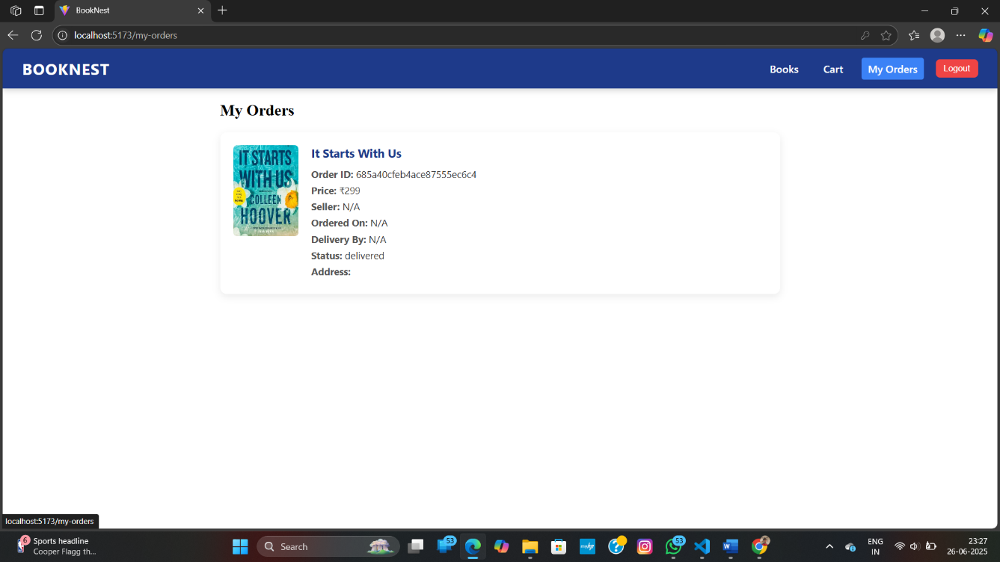 BookNest
localhost:5173/my-orders
BOOKNEST
Books
Cart
My Orders
Logout
My Orders
IT STARTS
WITH US
COLLEEN
HOOVER
It Starts With Us
Order ID: 685a40cfeb4ace87555ec6c4
Price: ₹299
Seller: N/A
Ordered On: N/A
Delivery By: N/A
Status: delivered
Address:
localhost:5173/my-orders
6
Sports headline
Cooper Flagg th...
Search
53
myhp
?
53
W
ENG
IN
23:27
26-06-2025